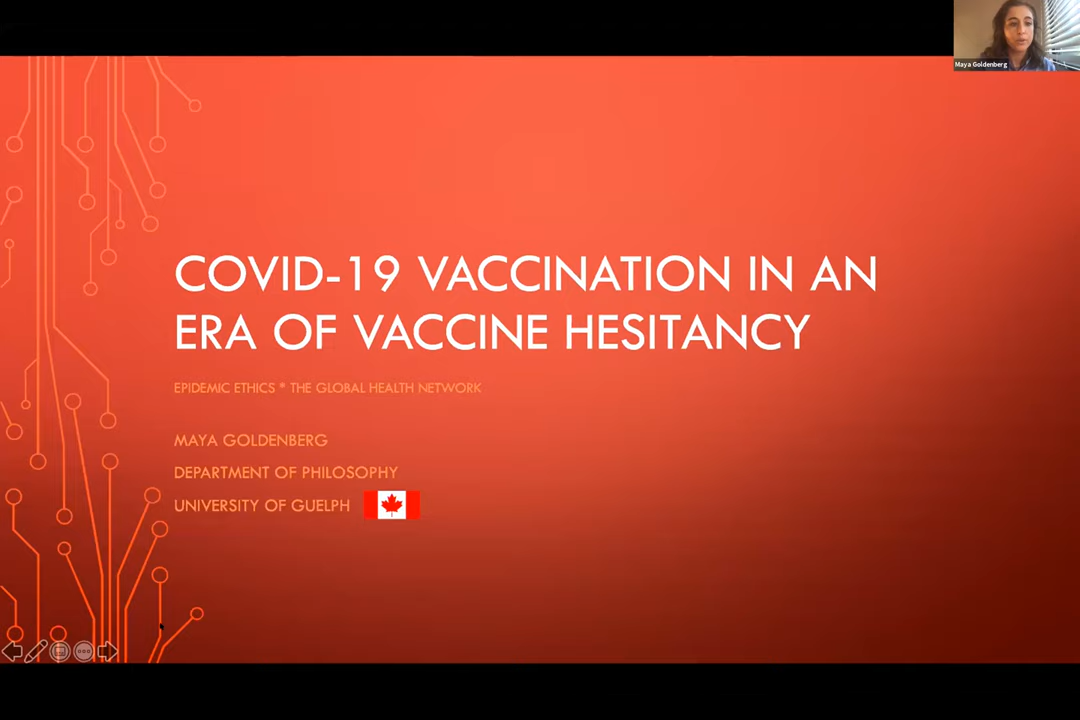 Maya Goldenberg
COVID-19 VACCINATION IN AN
ERA OF VACCINE HESITANCY
EPIDEMIC ETHICS * THE GLOBAL HEALTH NETWORK
MAYA GOLDENBERG
DEPARTMENT OF PHILOSOPHY
UNIVERSITY OF GUELPH